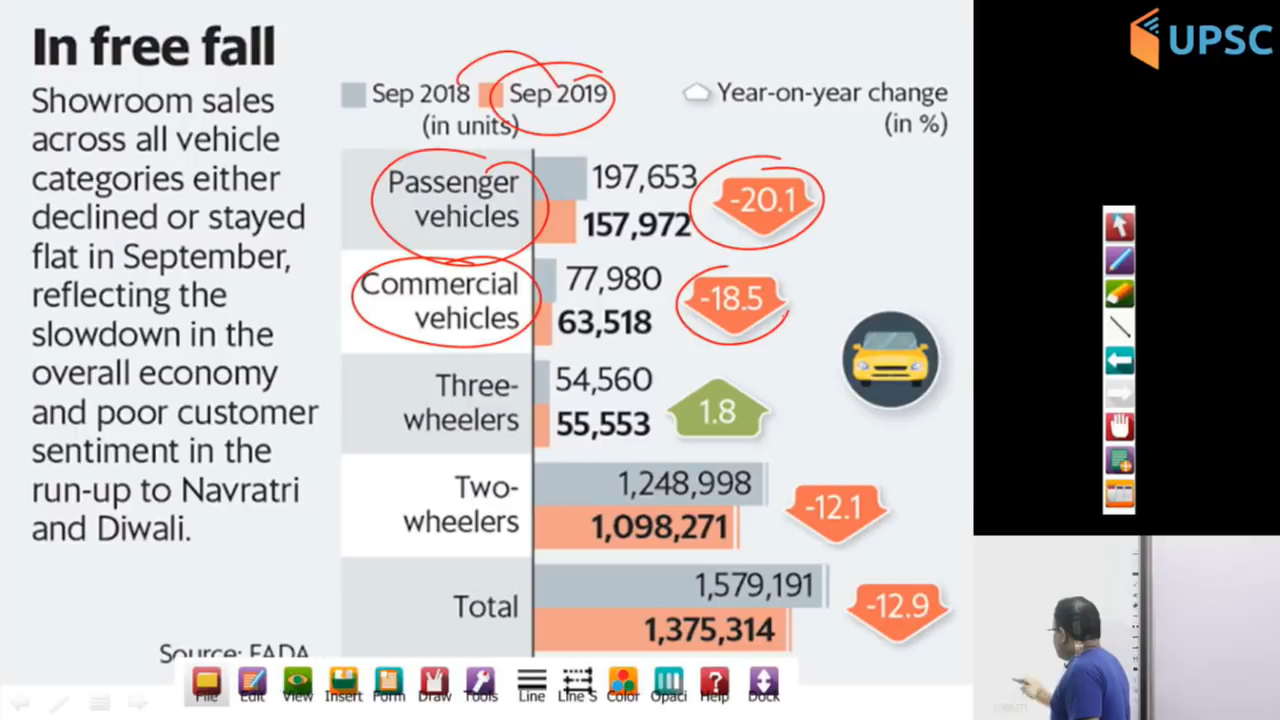 In free fall
Showroom sales
across all vehicle
categories either
declined or stayed
flat in September,
reflecting the
slowdown in the
overall economy
and poor customer
sentiment in the
run-up to Navratri
and Diwali.
Source: FADA
Sep 2018 Sep 2019
(in units)
Year-on-year change
(in %)
Passenger
vehicles
197,653
157,972
-20.1
Commercial
vehicles
77,980
63,518
-18.5
Three-
wheelers
54,560
55,553
1.8
Two-
wheelers
1,248,998
1,098,271
-12.1
Total
1,579,191
1,375,314
-12.9
UPSC
File Edit View Insert Form Draw Tools Line Line S Color Opaci Help Dock